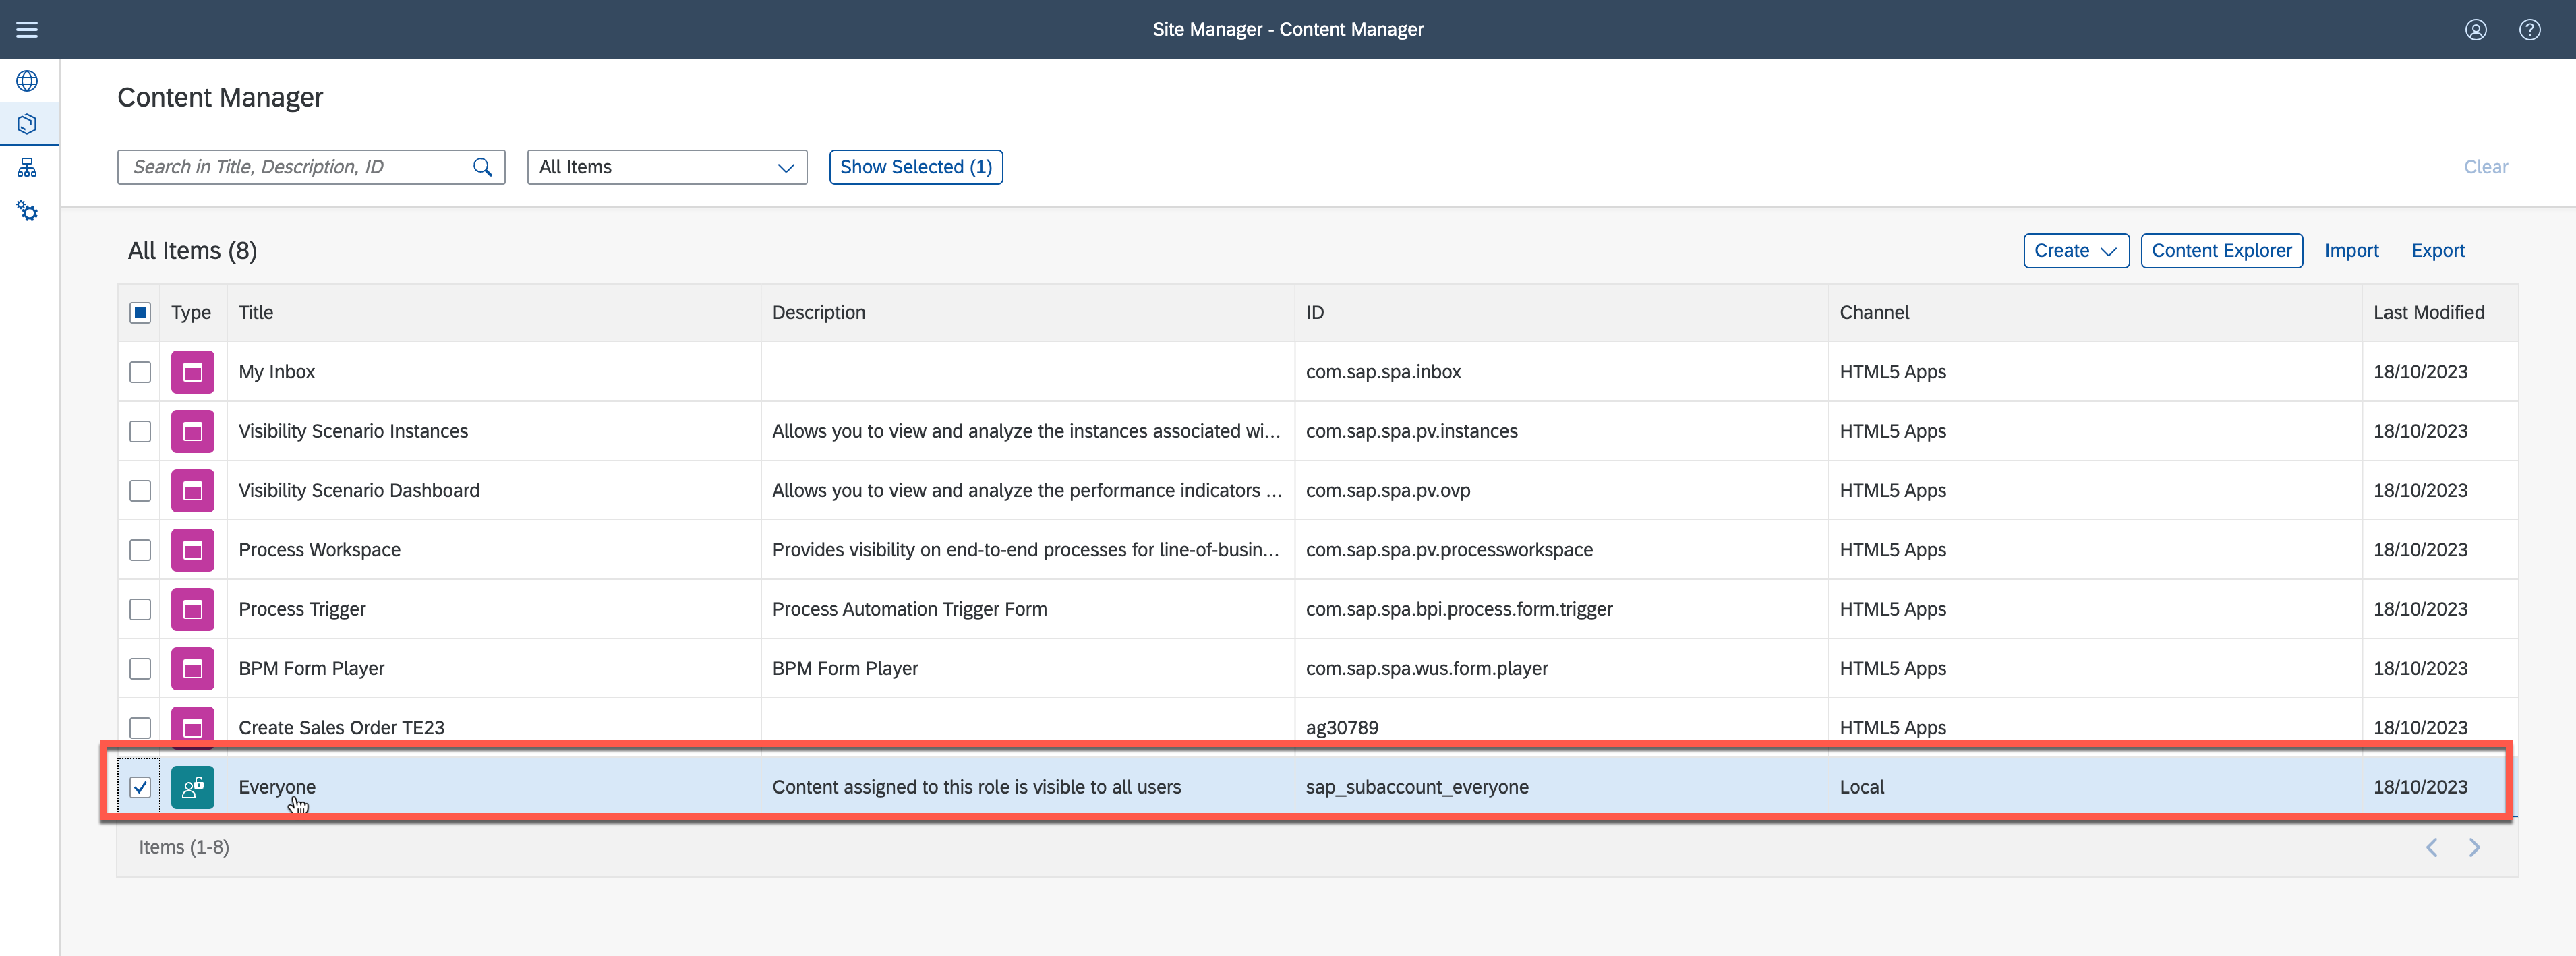 Site Manager - Content Manager
Content Manager
Search in Title, Description, ID All Items Show Selected (1) Clear
All Items (8) Create Content Explorer Import Export
Type Title Description ID Channel Last Modified
My Inbox com.sap.spa.inbox HTML5 Apps 18/10/2023
Visibility Scenario Instances Allows you to view and analyze the instances associated wi... com.sap.spa.pv.instances HTML5 Apps 18/10/2023
Visibility Scenario Dashboard Allows you to view and analyze the performance indicators ... com.sap.spa.pv.ovp HTML5 Apps 18/10/2023
Process Workspace Provides visibility on end-to-end processes for line-of-busin... com.sap.spa.pv.processworkspace HTML5 Apps 18/10/2023
Process Trigger Process Automation Trigger Form com.sap.spa.bpi.process.form.trigger HTML5 Apps 18/10/2023
BPM Form Player BPM Form Player com.sap.spa.wus.form.player HTML5 Apps 18/10/2023
Create Sales Order TE23 ag30789 HTML5 Apps 18/10/2023
Everyone Content assigned to this role is visible to all users sap_subaccount_everyone Local 18/10/2023
Items (1-8)